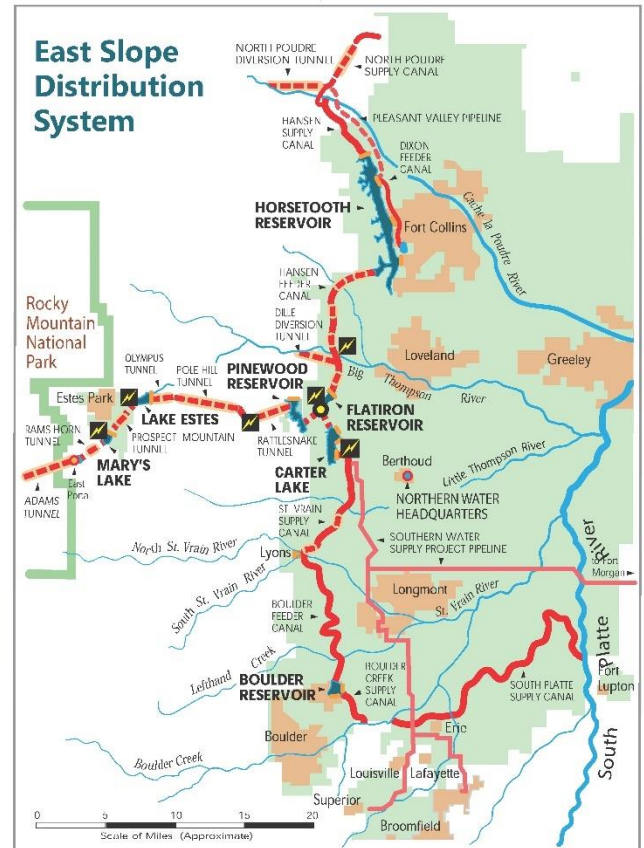 East Slope
Distribution
System
NORTH POUDRE
DIVERSION TUNNEL
NORTH POUDRE
SUPPLY CANAL
HANSEN
SUPPLY
CANAL
PLEASANT VALLEY PIPELINE
DIXON
FEEDER
CANAL
HORSETOOTH
RESERVOIR
Fort Collins
Cache la Poudre River
HANSEN
FEEDER
CANAL
DILLE
DIVERSION
TUNNEL
Rocky
Mountain
National
Park
Loveland
Greeley
OLYMPUS
TUNNEL
POLE HILL
TUNNEL
PINEWOOD
RESERVOIR
Big
Thompson
River
Estes Park
LAKE ESTES
FLATIRON
RESERVOIR
RAMS HORN
TUNNEL
PROSPECT MOUNTAIN
TUNNEL
RATTLESNAKE
TUNNEL
MARY'S
LAKE
CARTER
LAKE
Berthoud
Little Thompson River
ADAMS
TUNNEL
East
Porta
NORTHERN WATER
HEADQUARTERS
ST. VRAIN
SUPPLY
CANAL
SOUTHERN WATER
SUPPLY PROJECT PIPELINE
North St. Vrain River
Lyons
to Fort
Morgan
South St. Vrain River
Longmont
St. Vrain River
BOULDER
FEEDER
CANAL
Lefthand Creek
BOULDER
RESERVOIR
BOULDER
CREEK
SUPPLY
CANAL
SOUTH PLATTE
SUPPLY CANAL
Fort
Lupton
South Platte River
Boulder
Erie
Boulder Creek
Louisville
Lafayette
Superior
Broomfield
0 5 10 15 20
Scale of Miles (Approximate)